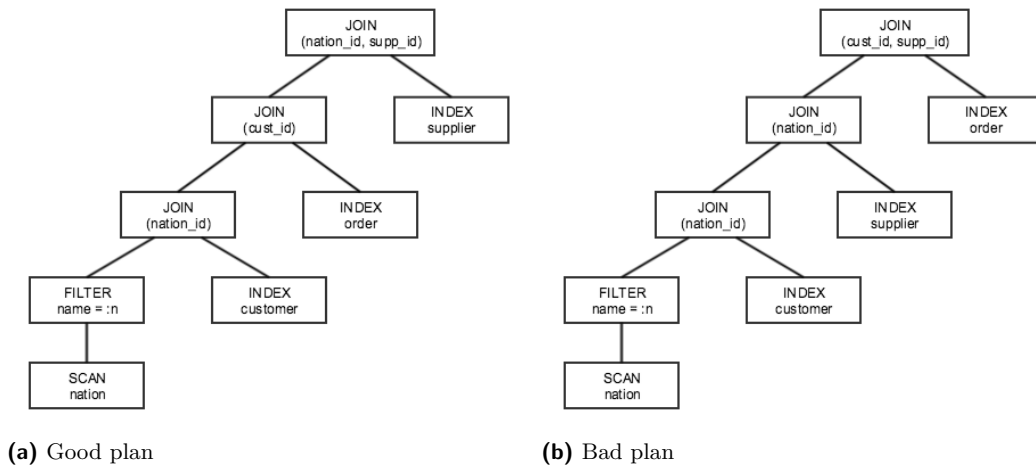 JOIN
(nation_id, supp_id)
JOIN
(cust_id)
INDEX
supplier
JOIN
(nation_id)
INDEX
order
FILTER
name = :n
INDEX
customer
SCAN
nation
(a) Good plan
JOIN
(cust_id, supp_id)
JOIN
(nation_id)
INDEX
order
JOIN
(nation_id)
INDEX
supplier
FILTER
name = :n
INDEX
customer
SCAN
nation
(b) Bad plan